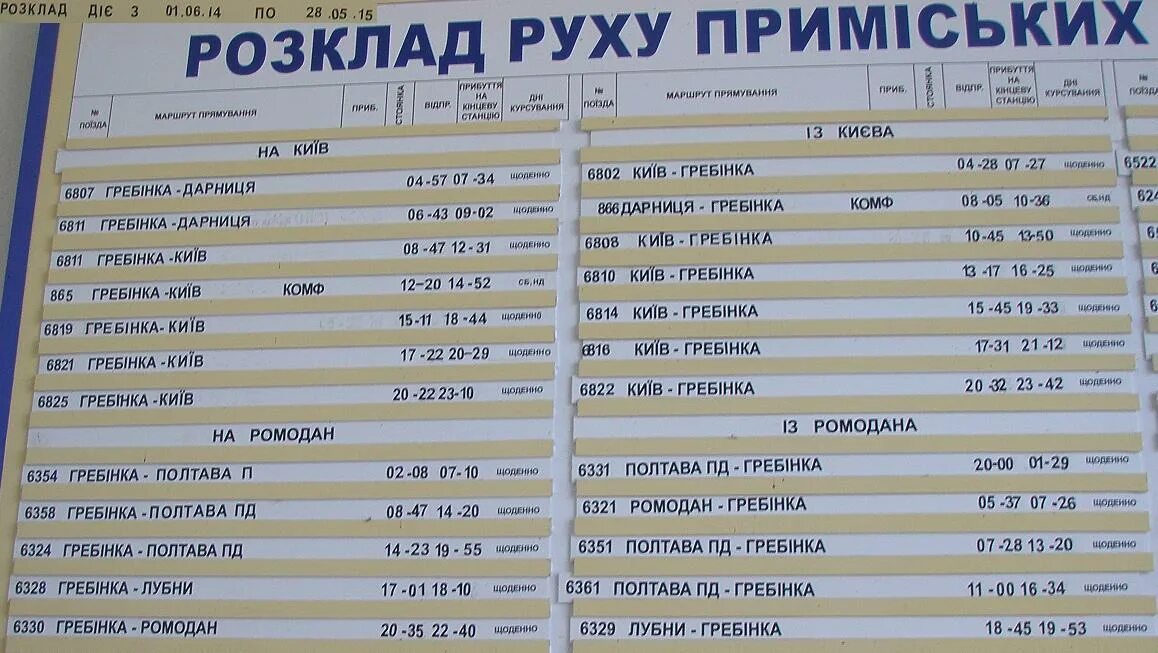 РОЗКЛАД ДІЄ З 01.06.14 ПО 28.05.15
РОЗКЛАД РУХУ ПРИМІСЬКИХ
№ ПОЇЗДА МАРШРУТ ПРЯМУВАННЯ ПРИБ. СТОЯНКА ВІДПР. ПРИБУТТЯ НА КІНЦЕВУ СТАНЦІЮ ДНІ КУРСУВАННЯ
НА КИЇВ
6807 ГРЕБІНКА -ДАРНИЦЯ 04-57 07-34 ЩОДЕННО
6811 ГРЕБІНКА -ДАРНИЦЯ 06-43 09-02 ЩОДЕННО
6811 ГРЕБІНКА -КИЇВ 08-47 12-31 ЩОДЕННО
865 ГРЕБІНКА -КИЇВ КОМФ 12-20 14-52 СБ,НД
6819 ГРЕБІНКА- КИЇВ 15-11 18-44 ЩОДЕННО
6821 ГРЕБІНКА -КИЇВ 17-22 20-29 ЩОДЕННО
6825 ГРЕБІНКА -КИЇВ 20-22 23-10 ЩОДЕННО
НА РОМОДАН
6354 ГРЕБІНКА - ПОЛТАВА П 02-08 07-10 ЩОДЕННО
6358 ГРЕБІНКА - ПОЛТАВА ПД 08-47 14-20 ЩОДЕННО
6324 ГРЕБІНКА - ПОЛТАВА ПД 14-23 19-55 ЩОДЕННО
6328 ГРЕБІНКА - ЛУБНИ 17-01 18-10 ЩОДЕННО
6330 ГРЕБІНКА - РОМОДАН 20-35 22-40 ЩОДЕННО
№ ПОЇЗДА МАРШРУТ ПРЯМУВАННЯ ПРИБ. СТОЯНКА ВІДПР. ПРИБУТТЯ НА КІНЦЕВУ СТАНЦІЮ ДНІ КУРСУВАННЯ
ІЗ КИЄВА
6802 КИЇВ - ГРЕБІНКА 04-28 07-27 ЩОДЕННО
866 ДАРНИЦЯ - ГРЕБІНКА КОМФ 08-05 10-36 СБ,НД
6808 КИЇВ - ГРЕБІНКА 10-45 13-50 ЩОДЕННО
6810 КИЇВ - ГРЕБІНКА 13-17 16-25 ЩОДЕННО
6814 КИЇВ - ГРЕБІНКА 15-45 19-33 ЩОДЕННО
6816 КИЇВ - ГРЕБІНКА 17-31 21-12 ЩОДЕННО
6822 КИЇВ - ГРЕБІНКА 20-32 23-42 ЩОДЕННО
ІЗ РОМОДАНА
6331 ПОЛТАВА ПД - ГРЕБІНКА 20-00 01-29 ЩОДЕННО
6321 РОМОДАН - ГРЕБІНКА 05-37 07-26 ЩОДЕННО
6351 ПОЛТАВА ПД - ГРЕБІНКА 07-28 13-20 ЩОДЕННО
6361 ПОЛТАВА ПД - ГРЕБІНКА 11-00 16-34 ЩОДЕННО
6329 ЛУБНИ - ГРЕБІНКА 18-45 19-53 ЩОДЕННО
№ ПОЇЗДА
6522